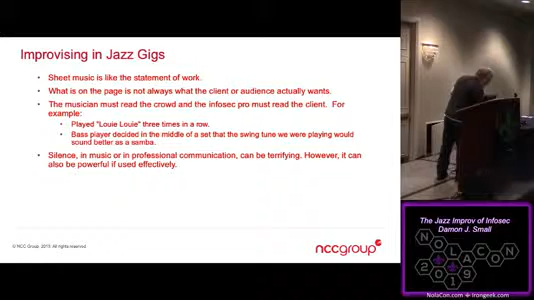 Improvising in Jazz Gigs
• Sheet music is like the statement of work.
• What is on the page is not always what the client or audience actually wants.
• The musician must read the crowd and the infosec pro must read the client. For
example:
• Played "Louie Louie" three times in a row.
• Bass player decided in the middle of a set that the swing tune we were playing would
sound better as a samba.
• Silence, in music or in professional communication, can be terrifying. However, it can
also be powerful if used effectively.
© NCC Group 2015. All rights reserved
nccgroup
The Jazz Improv of Infosec
Damon J. Small
NOLACON
2019
NolaCon.com Irongeek.com